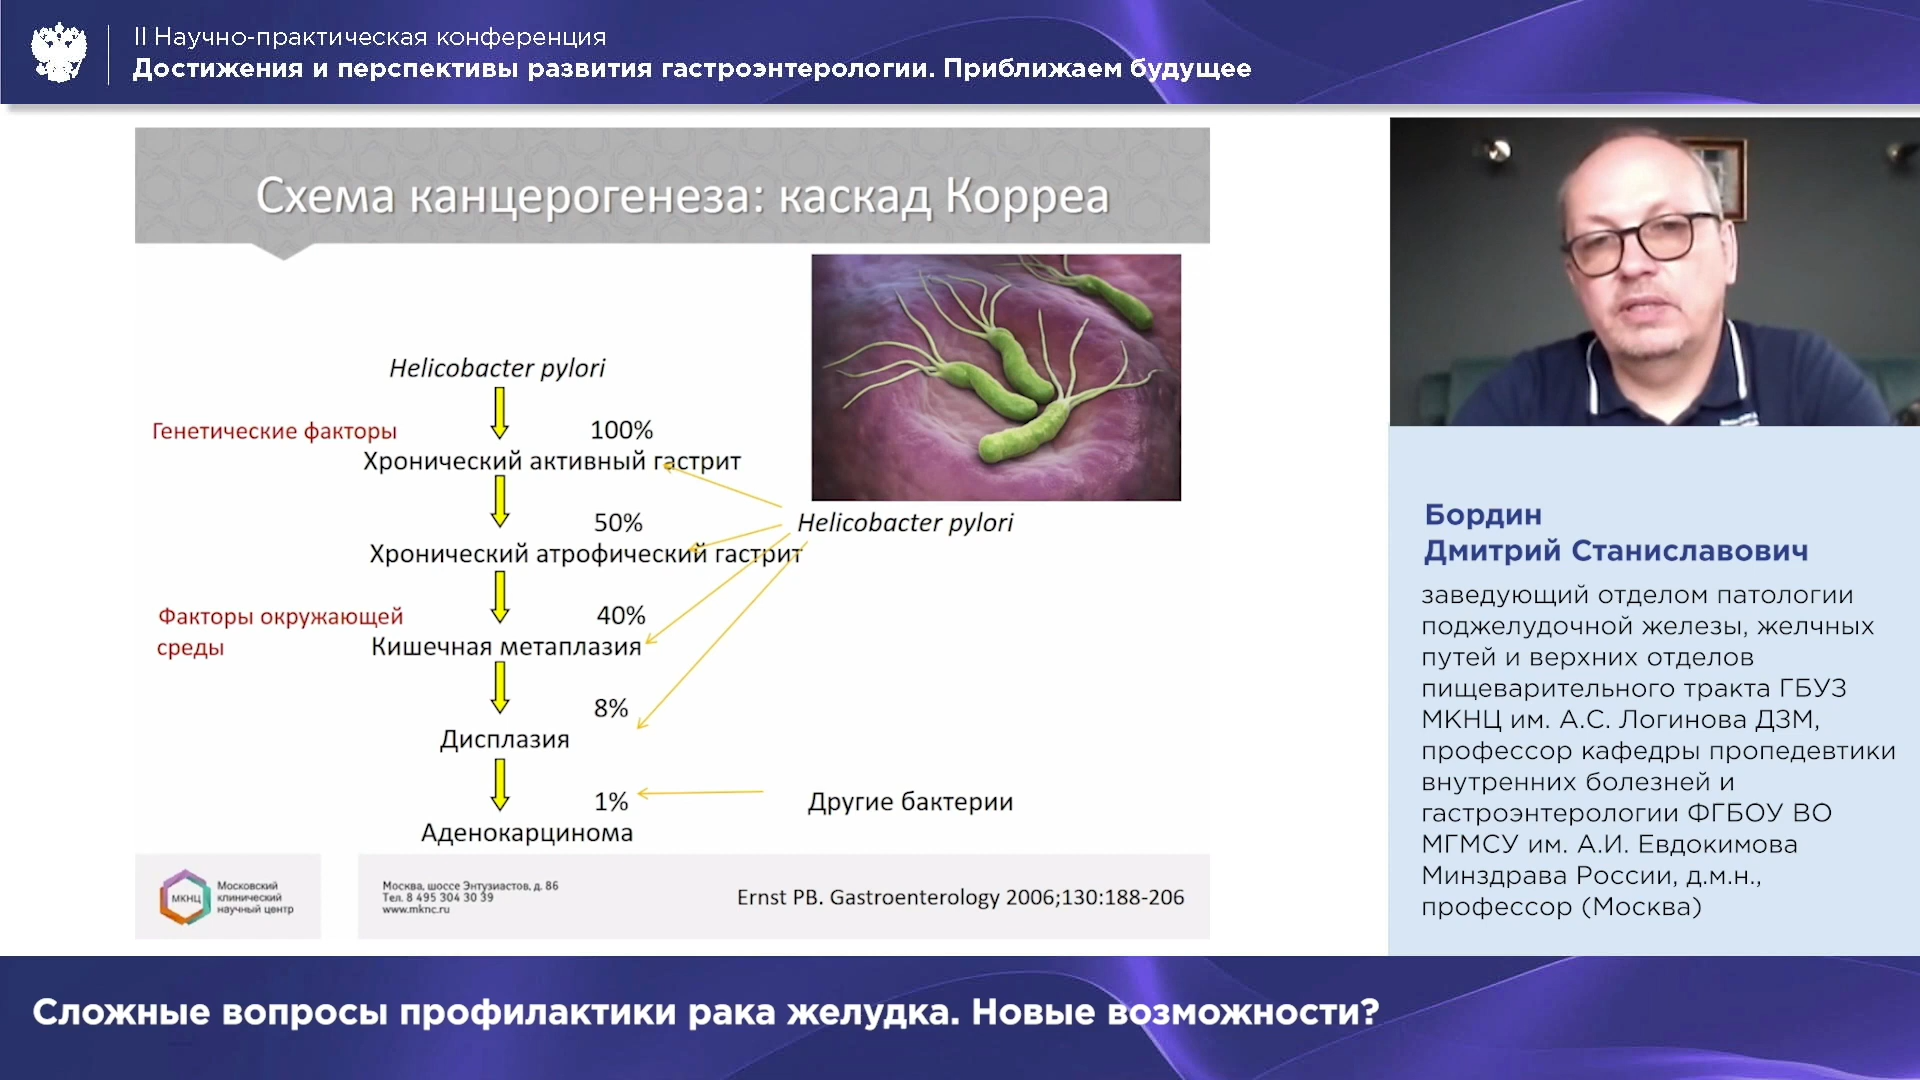 II Научно-практическая конференция
Достижения и перспективы развития гастроэнтерологии. Приближаем будущее
Схема канцерогенеза: каскад Корреа
Helicobacter pylori
Генетические факторы
100%
Хронический активный гастрит
50%
Helicobacter pylori
Хронический атрофический гастрит
Факторы окружающей
среды
40%
Кишечная метаплазия
8%
Дисплазия
1%
Другие бактерии
Аденокарцинома
МКНЦ
Московский
клинический
научный центр
Москва, шоссе Энтузиастов, д. 86
Тел. 8 495 304 30 39
www.mknc.ru
Ernst PB. Gastroenterology 2006;130:188-206
Бордин
Дмитрий Станиславович
заведующий отделом патологии
поджелудочной железы, желчных
путей и верхних отделов
пищеварительного тракта ГБУЗ
МКНЦ им. А.С. Логинова ДЗМ,
профессор кафедры пропедевтики
внутренних болезней и
гастроэнтерологии ФГБОУ ВО
МГМСУ им. А.И. Евдокимова
Минздрава России, д.м.н.,
профессор (Москва)
Сложные вопросы профилактики рака желудка. Новые возможности?